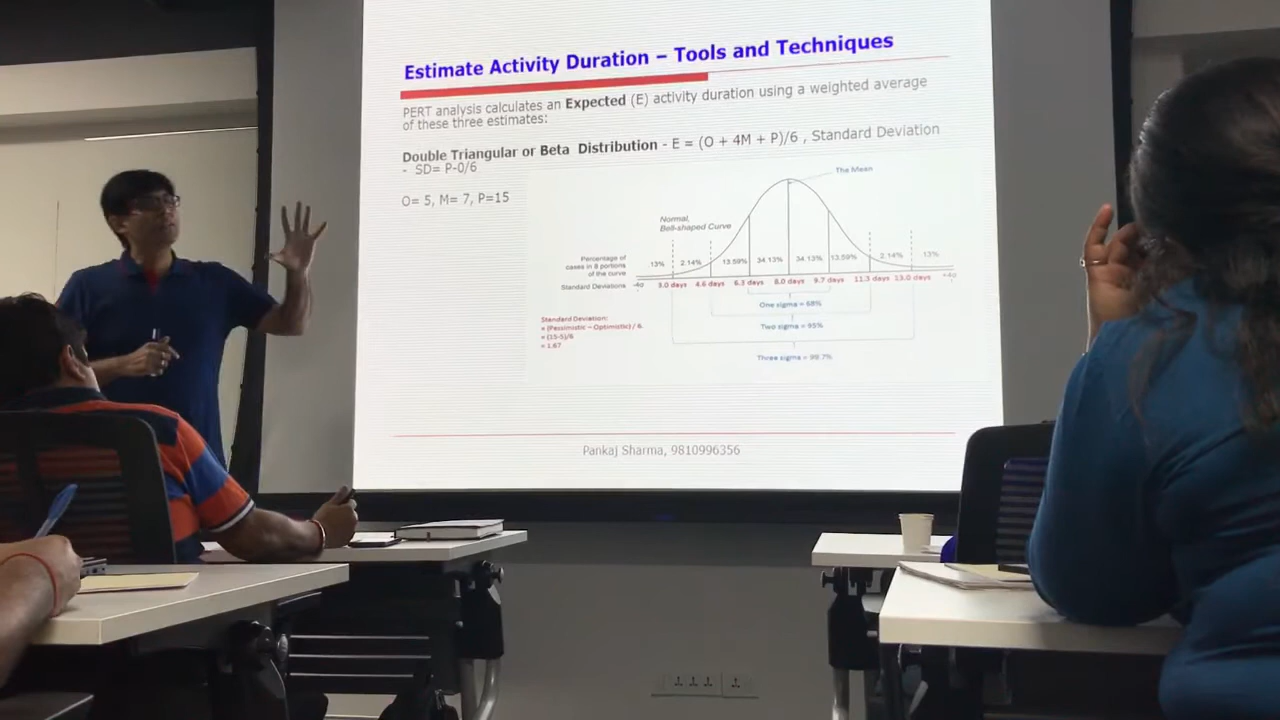 Estimate Activity Duration – Tools and Techniques
PERT analysis calculates an Expected (E) activity duration using a weighted average
of these three estimates:
Double Triangular or Beta Distribution - E = (O + 4M + P)/6 , Standard Deviation
- SD= P-0/6
O= 5, M= 7, P=15
The Mean
Normal,
Bell-shaped Curve
Percentage of
cases in 8 portions
of the curve
.13% 2.14% 13.59% 34.13% 34.13% 13.59% 2.14% .13%
Standard Deviations -4σ 3.0 days 4.6 days 6.3 days 8.0 days 9.7 days 11.3 days 13.0 days +4σ
One sigma = 68%
Two sigma = 95%
Three sigma = 99.7%
Standard Deviation:
= (Pessimistic – Optimistic) / 6
= (15-5)/6
= 1.67
Pankaj Sharma, 9810996356